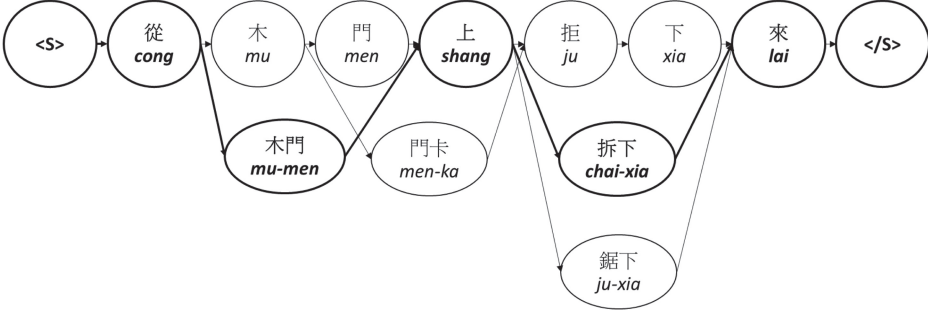 <S>
從
cong
木
mu
門
men
上
shang
拒
ju
下
xia
來
lai
</S>
木門
mu-men
門卡
men-ka
拆下
chai-xia
鋸下
ju-xia